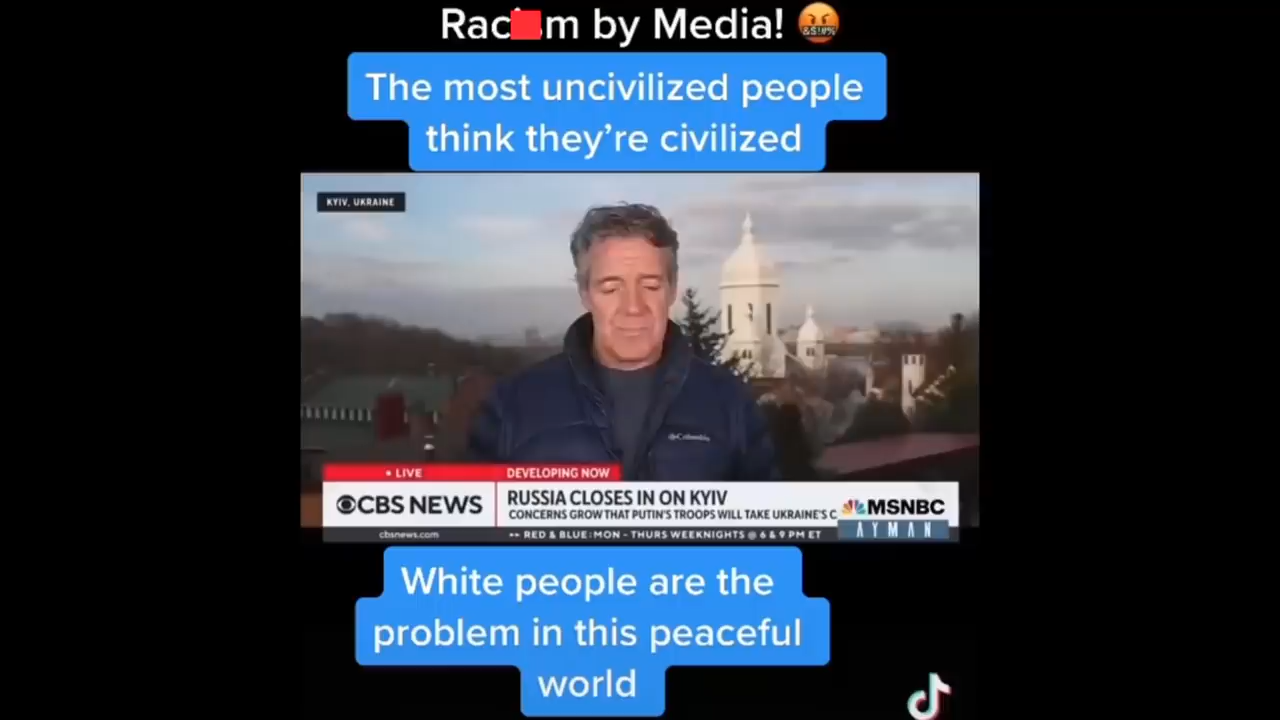 Rac m by Media! 🤬
The most uncivilized people
think they're civilized
KYIV, UKRAINE
Columbia
• LIVE DEVELOPING NOW
CBS NEWS
RUSSIA CLOSES IN ON KYIV
CONCERNS GROW THAT PUTIN'S TROOPS WILL TAKE UKRAINE'S C
MSNBC
AYMAN
cbsnews.com
▸▸ RED & BLUE: MON - THURS WEEKNIGHTS @ 6 & 9 PM ET
White people are the
problem in this peaceful
world